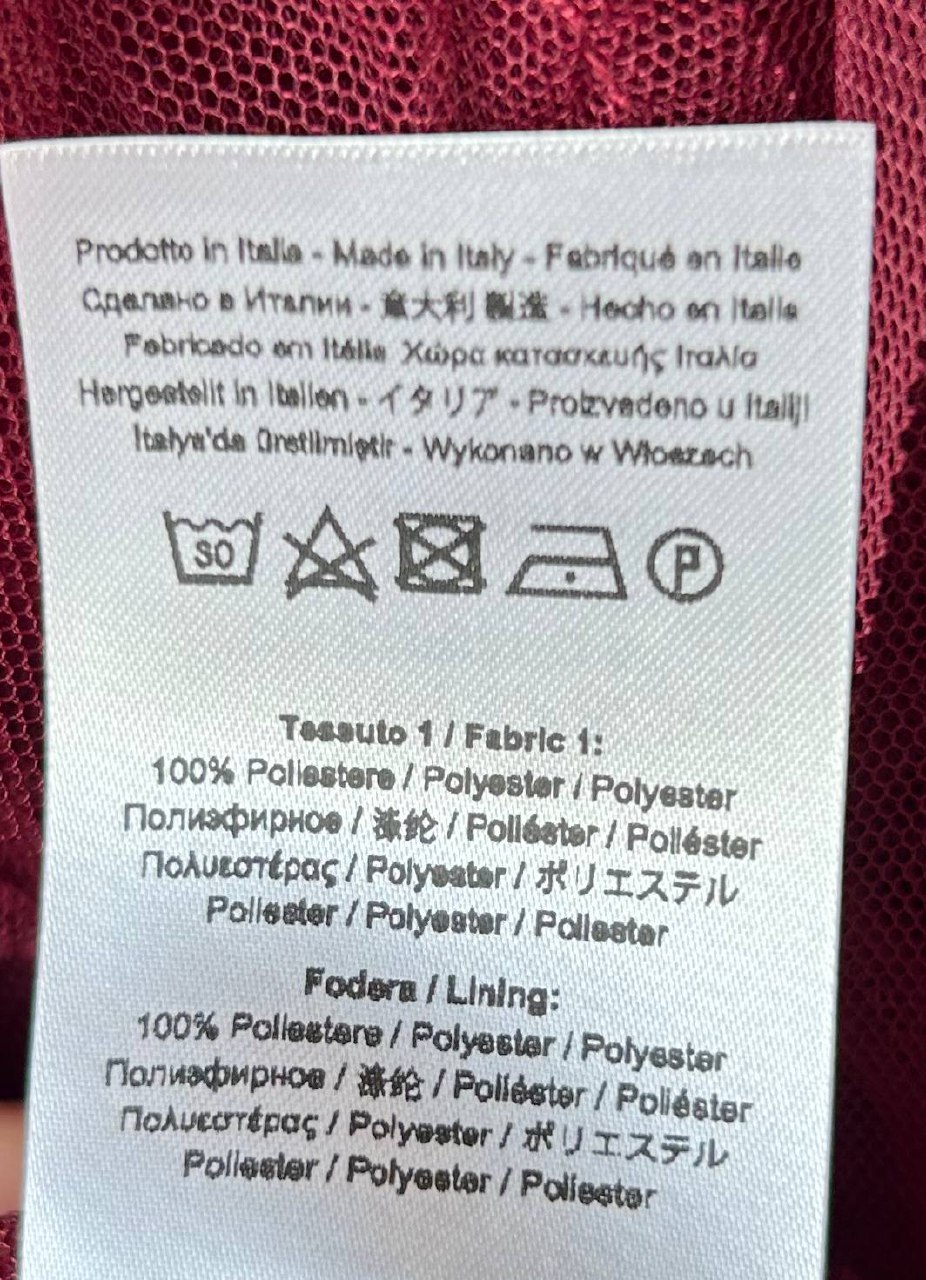 Prodotto in Italia - Made in Italy - Fabriqué en Italie
Сделано в Италии - 意大利 製造 - Hecho en Italia
Fabricado em Itália Χώρα κατασκευής Ιταλία
Hergestellt in Italien - イタリア - Proizvedeno u Italiji
İtalya'da Üretilmiştir - Wykonano w Włoszech
30
P
Tessuto 1 / Fabric 1:
100% Poliestere / Polyester / Polyester
Полиэфирное / 涤纶 / Poliéster / Poliéster
Πολυεστέρας / Polyester / ポリエステル
Poliester / Polyester / Poliester
Fodera / Lining:
100% Poliestere / Polyester / Polyester
Полиэфирное / 涤纶 / Poliéster / Poliéster
Πολυεστέρας / Polyester / ポリエステル
Poliester / Polyester / Poliester